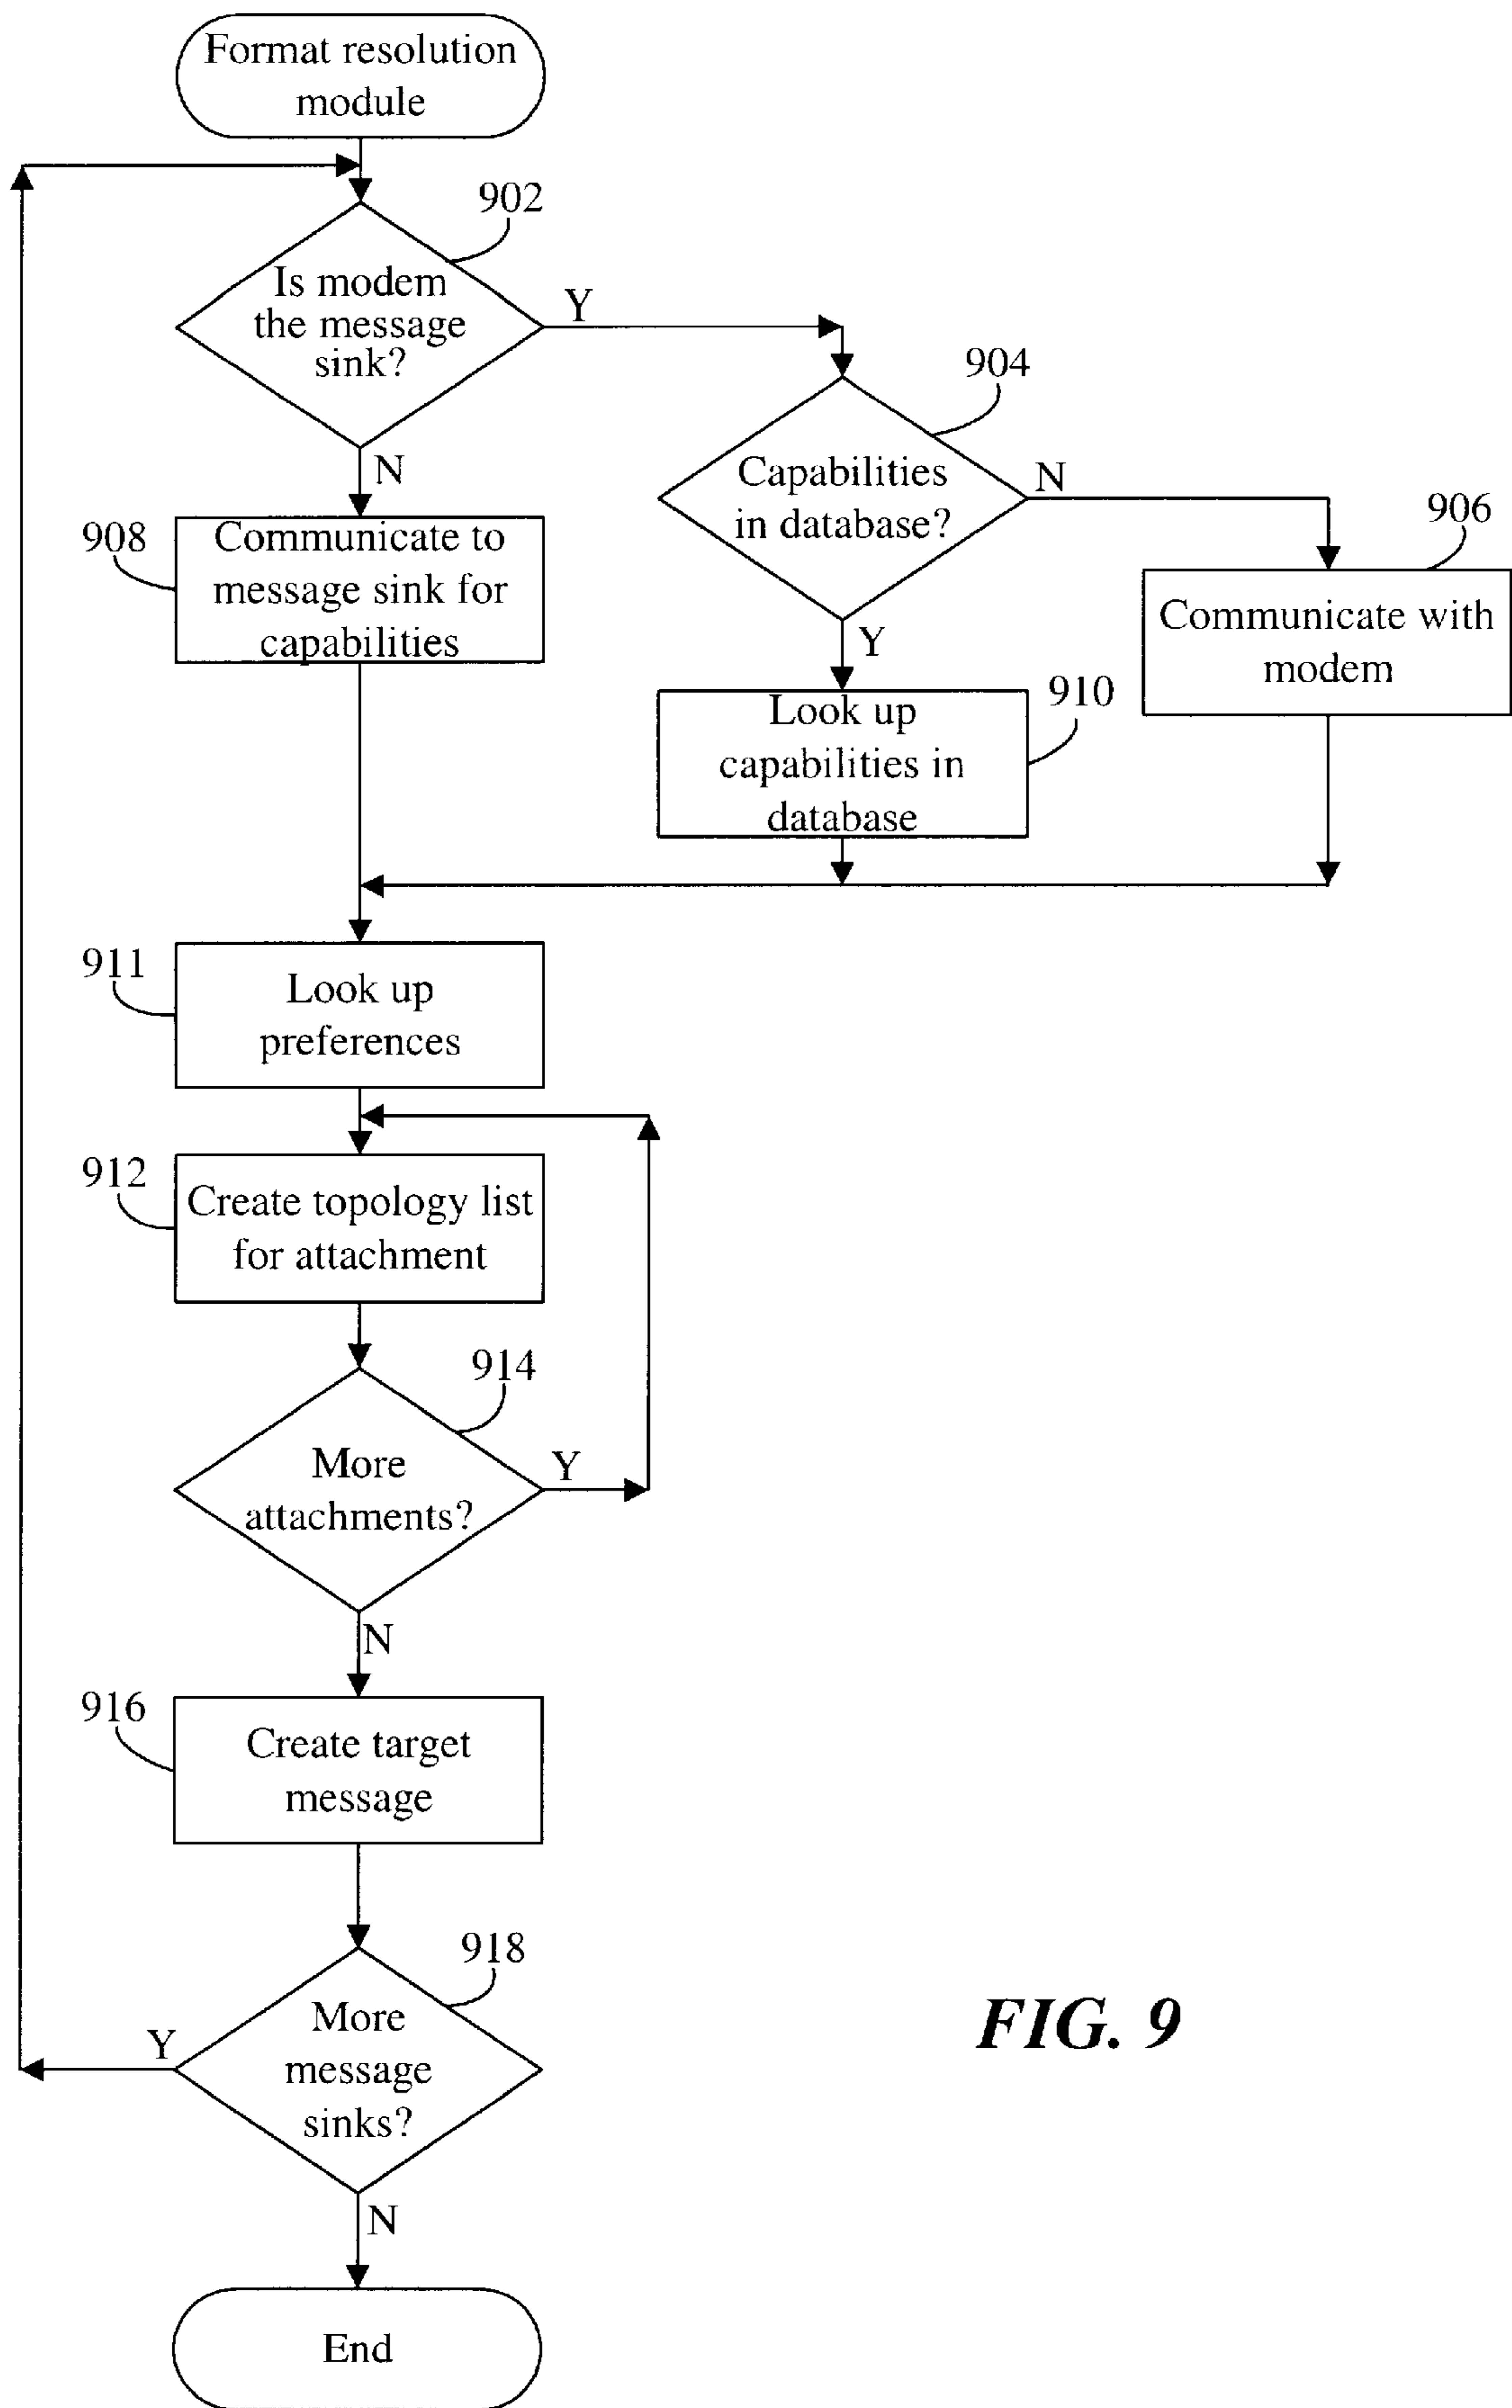 Format resolution
module
902
Is modem
the message
sink?
Y
N
904
Capabilities
in database?
N
Y
906
Communicate with
modem
908
Communicate to
message sink for
capabilities
910
Look up
capabilities in
database
911
Look up
preferences
912
Create topology list
for attachment
914
More
attachments?
Y
N
916
Create target
message
918
More
message
sinks?
Y
N
End
FIG. 9